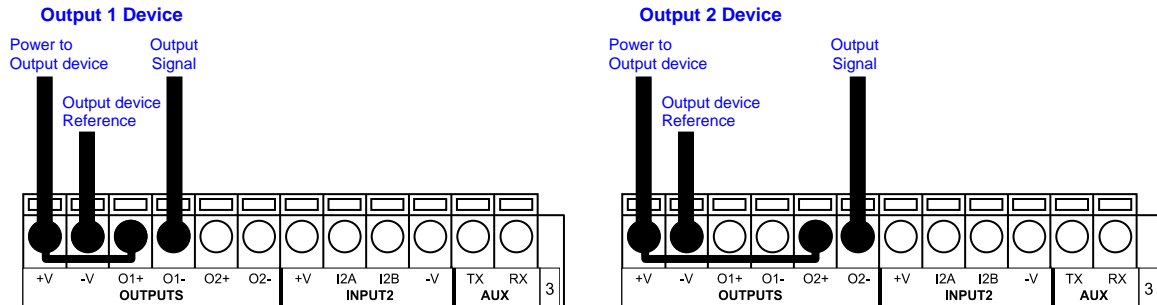 Output 1 Device
Power to
Output device
Output
Signal
Output device
Reference
+V -V O1+ O1- O2+ O2- +V I2A I2B -V TX RX
OUTPUTS INPUT2 AUX 3
Output 2 Device
Power to
Output device
Output
Signal
Output device
Reference
+V -V O1+ O1- O2+ O2- +V I2A I2B -V TX RX
OUTPUTS INPUT2 AUX 3